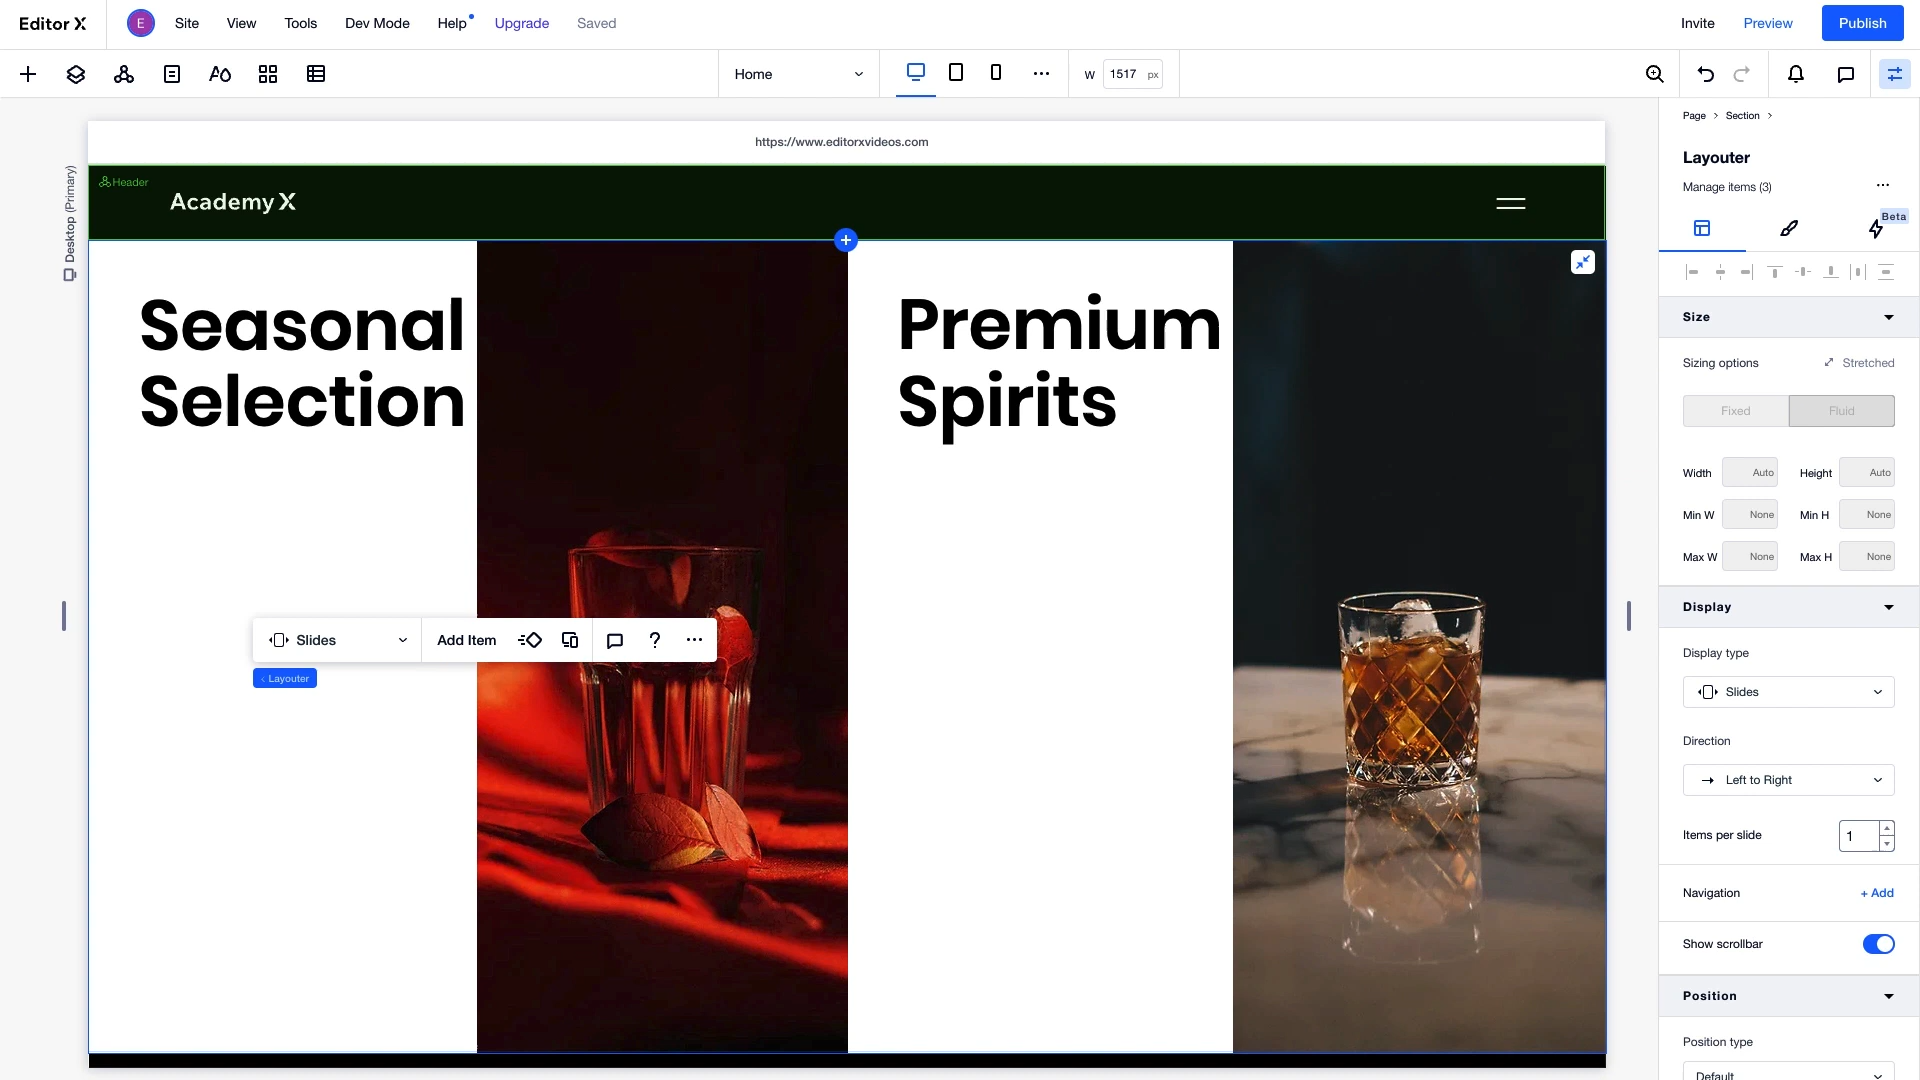 Editor X
E
Site
View
Tools
Dev Mode
Help
Upgrade
Saved
Invite
Preview
Publish
Home
W
1517
px
https://www.editorxvideos.com
Desktop (Primary)
Header
Academy X
Seasonal
Selection
Premium
Spirits
Slides
Add Item
?
< Layouter
Page > Section >
Layouter
Manage items (3)
Beta
Size
Sizing options
Stretched
Fixed
Fluid
Width
Auto
Height
Auto
Min W
None
Min H
None
Max W
None
Max H
None
Display
Display type
Slides
Direction
Left to Right
Items per slide
1
Navigation
+ Add
Show scrollbar
Position
Position type
Default